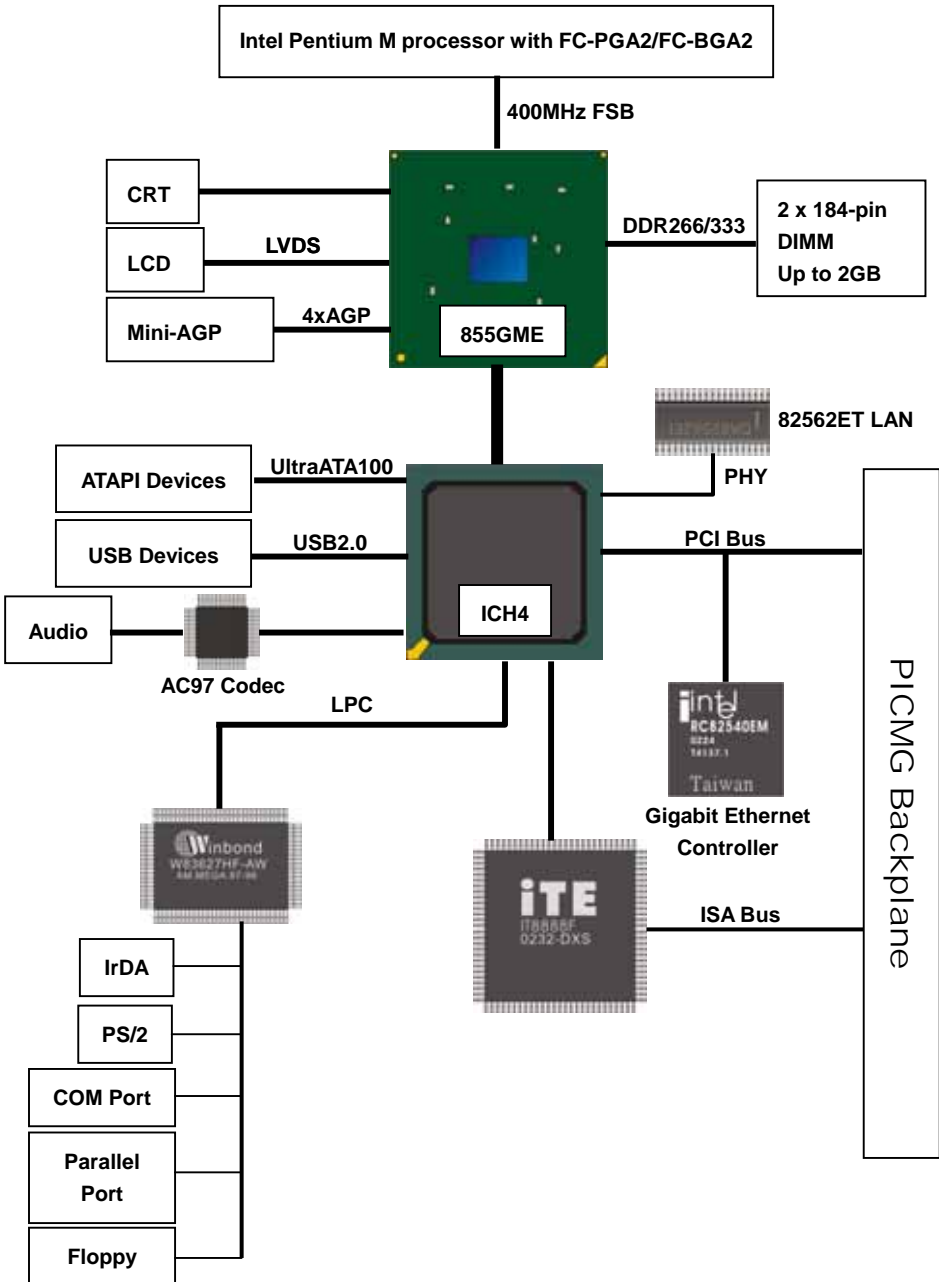 Intel Pentium M processor with FC-PGA2/FC-BGA2
400MHz FSB
CRT
LCD
LVDS
Mini-AGP
4xAGP
855GME
DDR266/333
2 x 184-pin
DIMM
Up to 2GB
82562ET LAN
PHY
ATAPI Devices
UltraATA100
USB Devices
USB2.0
PCI Bus
Audio
ICH4
AC97 Codec
LPC
intel
RC82540EM
0224
Taiwan
Gigabit Ethernet
Controller
PICMG Backplane
Winbond
W83627HF-AW
iTE
IT8888F
0232-DXS
ISA Bus
IrDA
PS/2
COM Port
Parallel
Port
Floppy